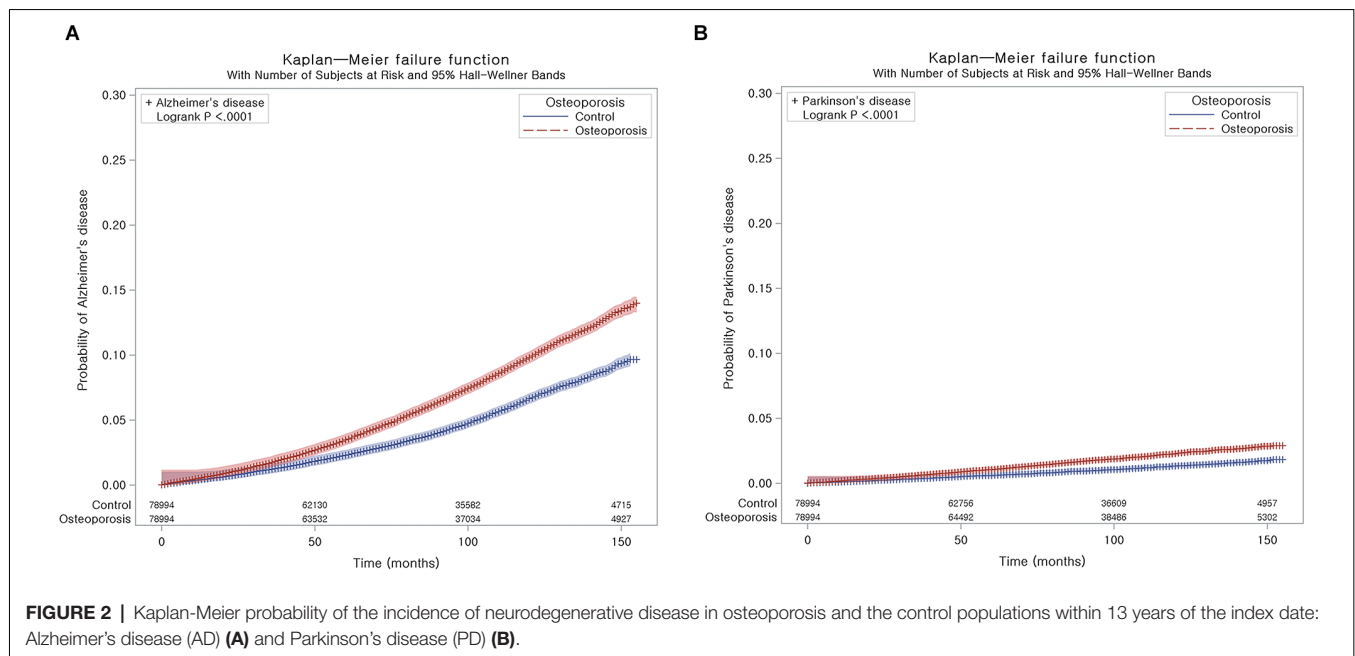 A
Kaplan—Meier failure function
With Number of Subjects at Risk and 95% Hall-Wellner Bands
+ Alzheimer's disease
Logrank P <.0001
Osteoporosis
Control
Osteoporosis
Probability of Alzheimer's disease
0.30
0.25
0.20
0.15
0.10
0.05
0.00
Control 78994 62130 35582 4715
Osteoporosis 78994 63532 37034 4927
0 50 100 150
Time (months)
B
Kaplan—Meier failure function
With Number of Subjects at Risk and 95% Hall-Wellner Bands
+ Parkinson's disease
Logrank P <.0001
Osteoporosis
Control
Osteoporosis
Probability of Parkinson's disease
0.30
0.25
0.20
0.15
0.10
0.05
0.00
Control 78994 62756 36609 4957
Osteoporosis 78994 64492 38486 5302
0 50 100 150
Time (months)
FIGURE 2 | Kaplan-Meier probability of the incidence of neurodegenerative disease in osteoporosis and the control populations within 13 years of the index date:
Alzheimer's disease (AD) (A) and Parkinson's disease (PD) (B).